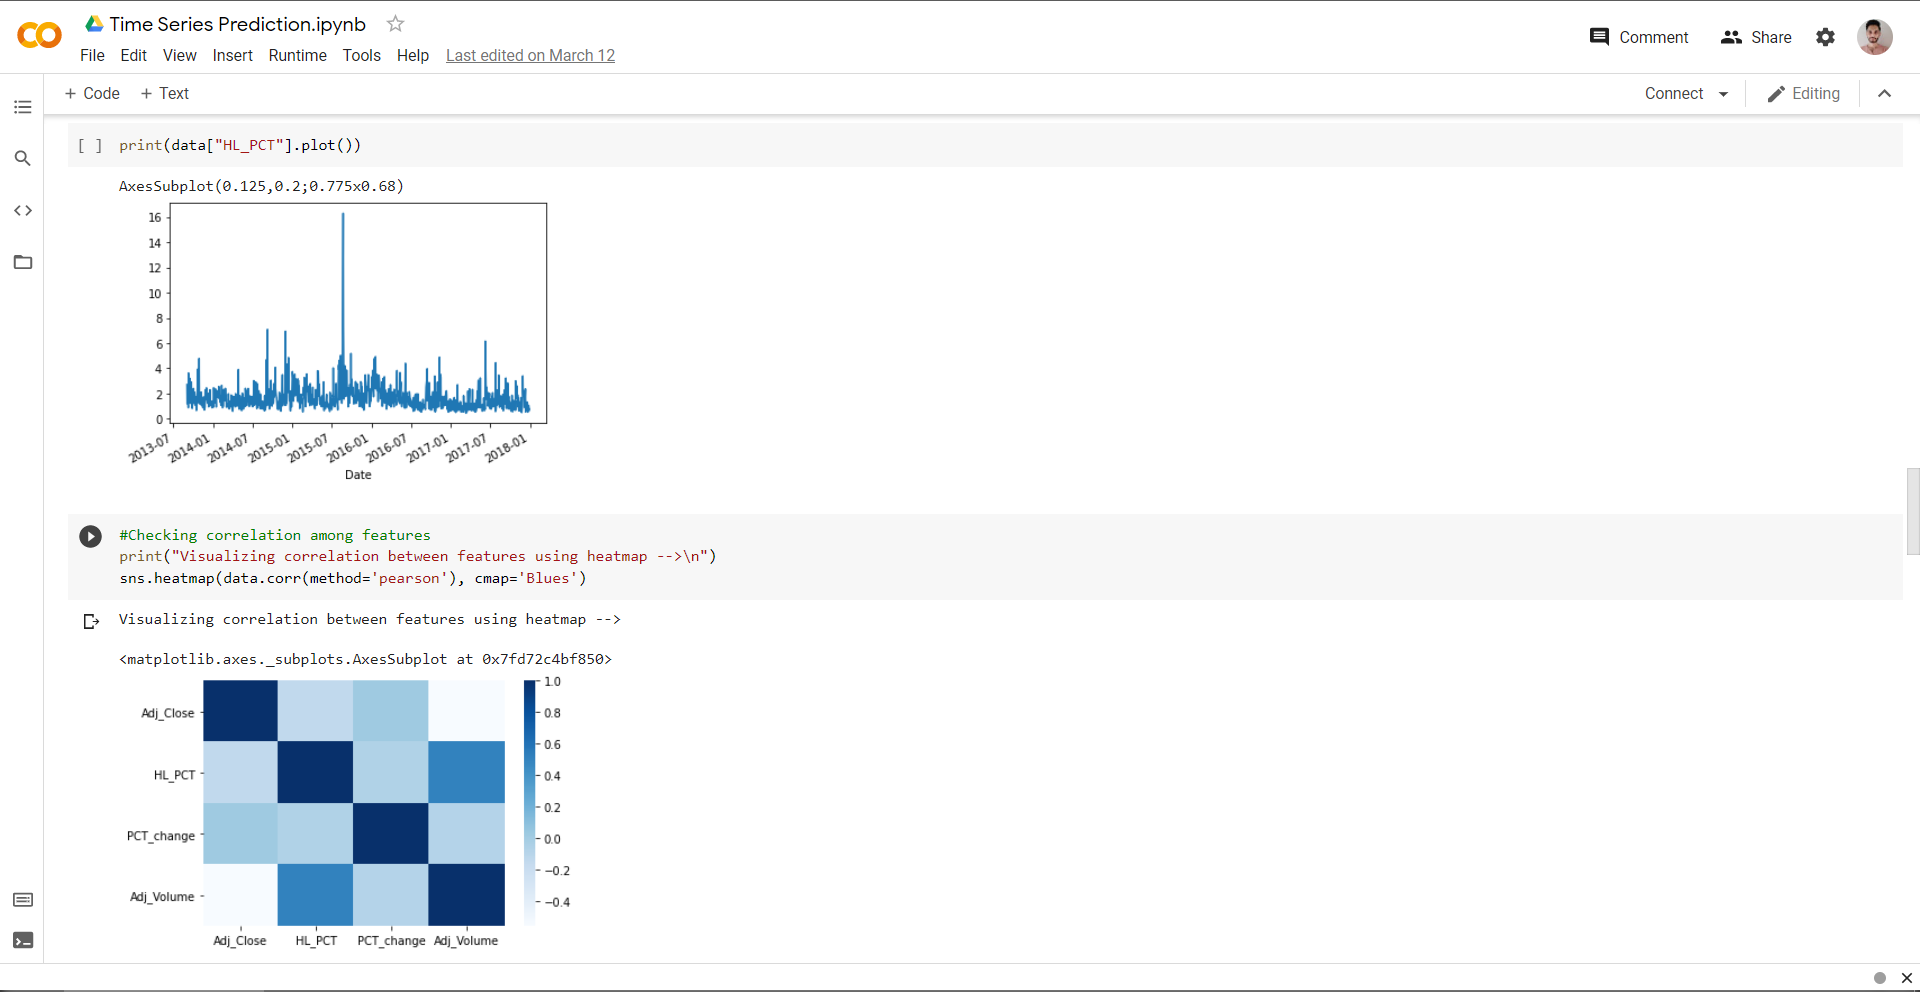 Time Series Prediction.ipynb
File Edit View Insert Runtime Tools Help Last edited on March 12
Comment Share
+ Code + Text
Connect Editing
[ ] print(data["HL_PCT"].plot())
AxesSubplot(0.125,0.2;0.775x0.68)
16
14
12
10
8
6
4
2
0
2013-07 2014-01 2014-07 2015-01 2015-07 2016-01 2016-07 2017-01 2017-07 2018-01
Date
#Checking correlation among features
print("Visualizing correlation between features using heatmap -->\n")
sns.heatmap(data.corr(method='pearson'), cmap='Blues')
Visualizing correlation between features using heatmap -->
<matplotlib.axes._subplots.AxesSubplot at 0x7fd72c4bf850>
Adj_Close
HL_PCT
PCT_change
Adj_Volume
Adj_Close HL_PCT PCT_change Adj_Volume
1.0
0.8
0.6
0.4
0.2
0.0
−0.2
−0.4